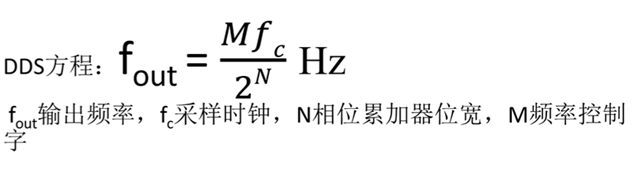 DDS方程：f_out = \frac{Mf_c}{2^N} Hz
f_out输出频率，f_c采样时钟，N相位累加器位宽，M频率控制
字